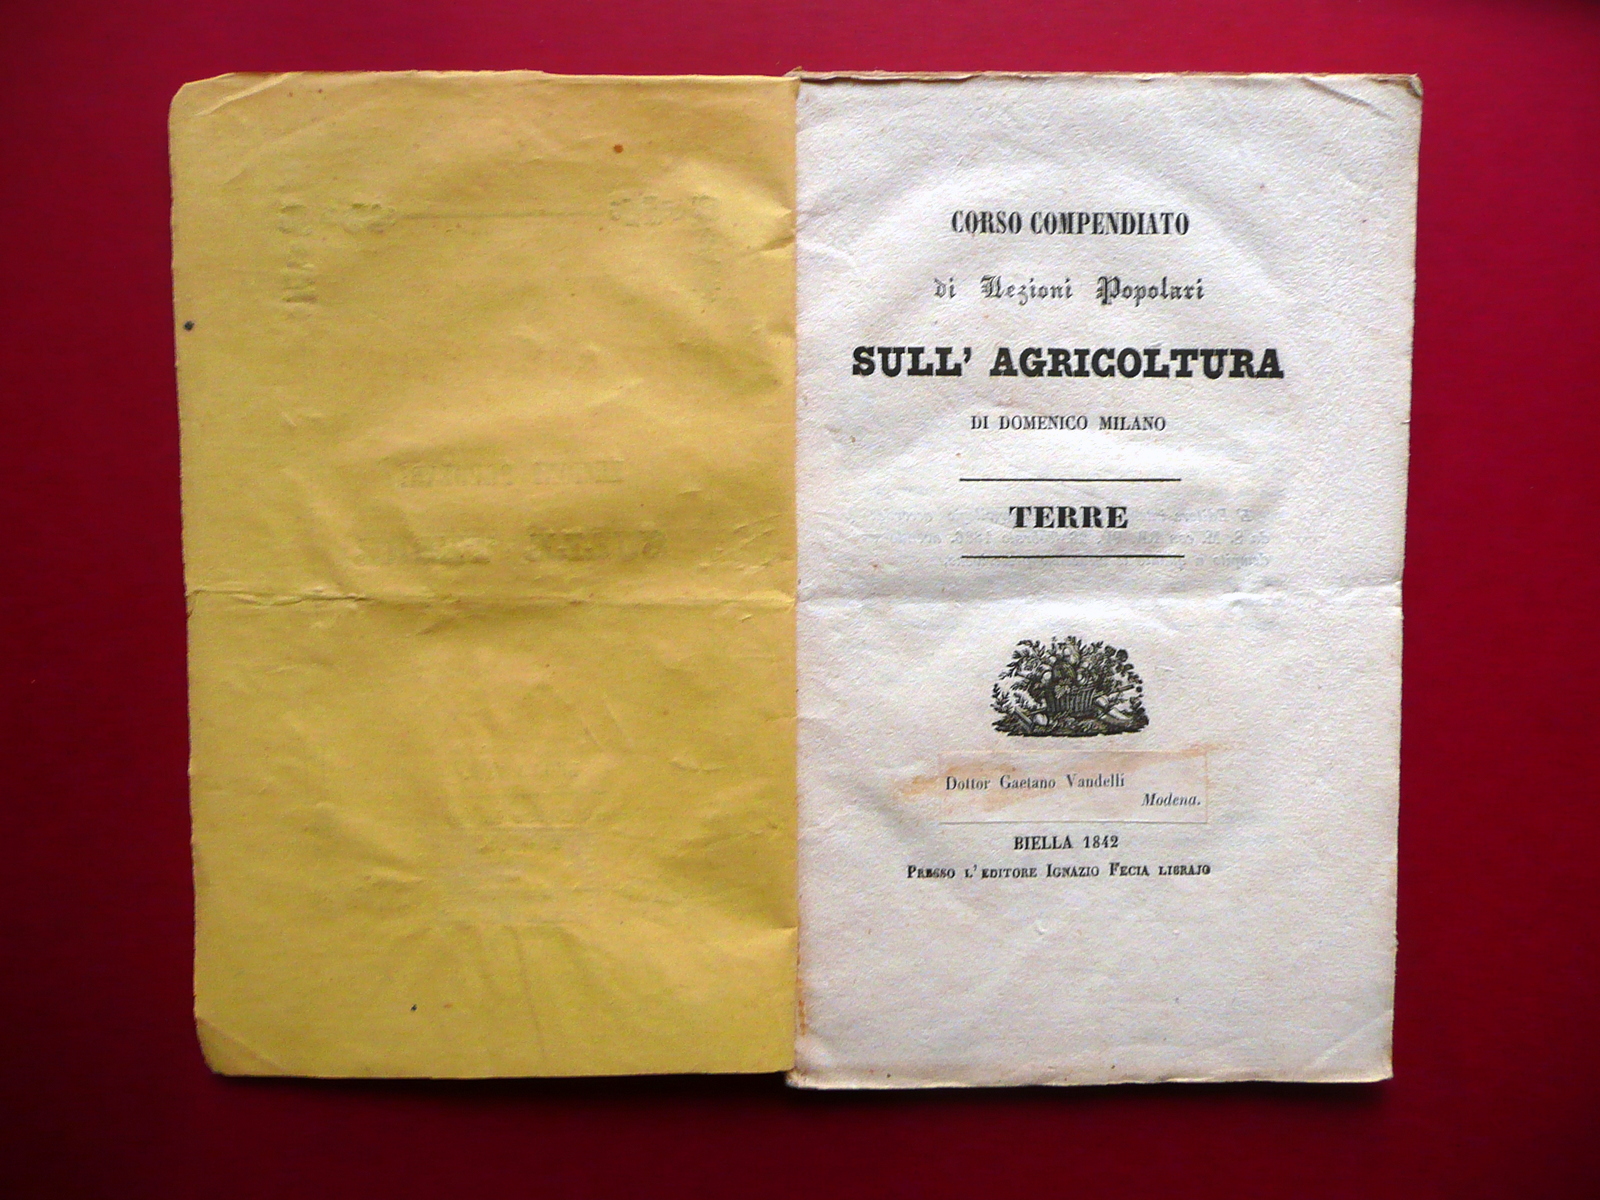 CORSO COMPENDIATO
di Lezioni Popolari
SULL' AGRICOLTURA
DI DOMENICO MILANO
TERRE
Dottor Gaetano Vandelli
Modena.
BIELLA 1842
PRESSO L' EDITORE IGNAZIO FECIA LIBRAJO